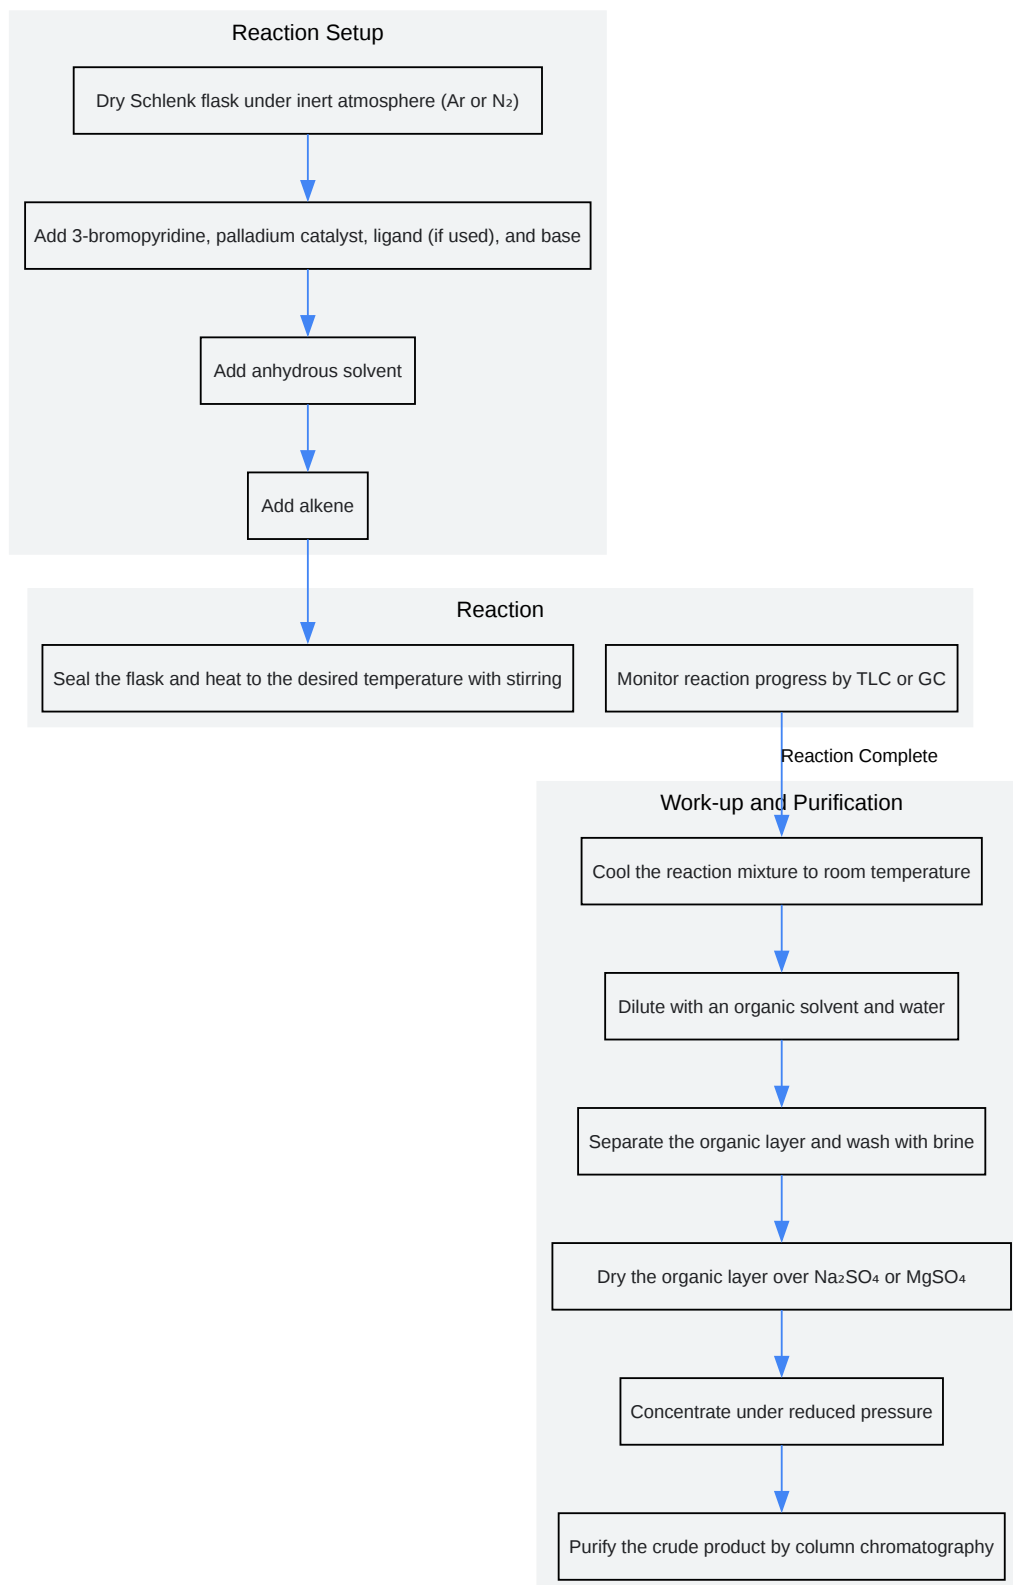 Reaction Setup
Dry Schlenk flask under inert atmosphere (Ar or N₂)
Add 3-bromopyridine, palladium catalyst, ligand (if used), and base
Add anhydrous solvent
Add alkene
Reaction
Seal the flask and heat to the desired temperature with stirring
Monitor reaction progress by TLC or GC
Reaction Complete
Work-up and Purification
Cool the reaction mixture to room temperature
Dilute with an organic solvent and water
Separate the organic layer and wash with brine
Dry the organic layer over Na₂SO₄ or MgSO₄
Concentrate under reduced pressure
Purify the crude product by column chromatography